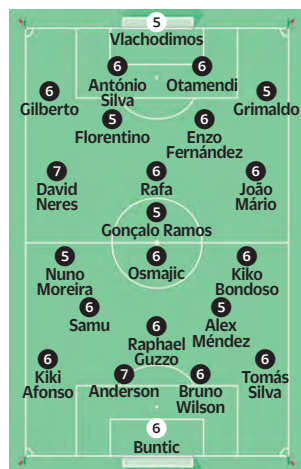 5
Vlachodimos
6 6
António Silva Otamendi
6 5
Gilberto Grimaldo
5 6
Florentino Enzo Fernández
7 6 6
David Neres Rafa João Mário
5
Gonçalo Ramos
5 6 6
Nuno Moreira Osmajic Kiko Bondoso
6 5
Samu Alex Méndez
6
Raphael Guzzo
6 7 6 6
Kiki Afonso Anderson Bruno Wilson Tomás Silva
6
Buntic